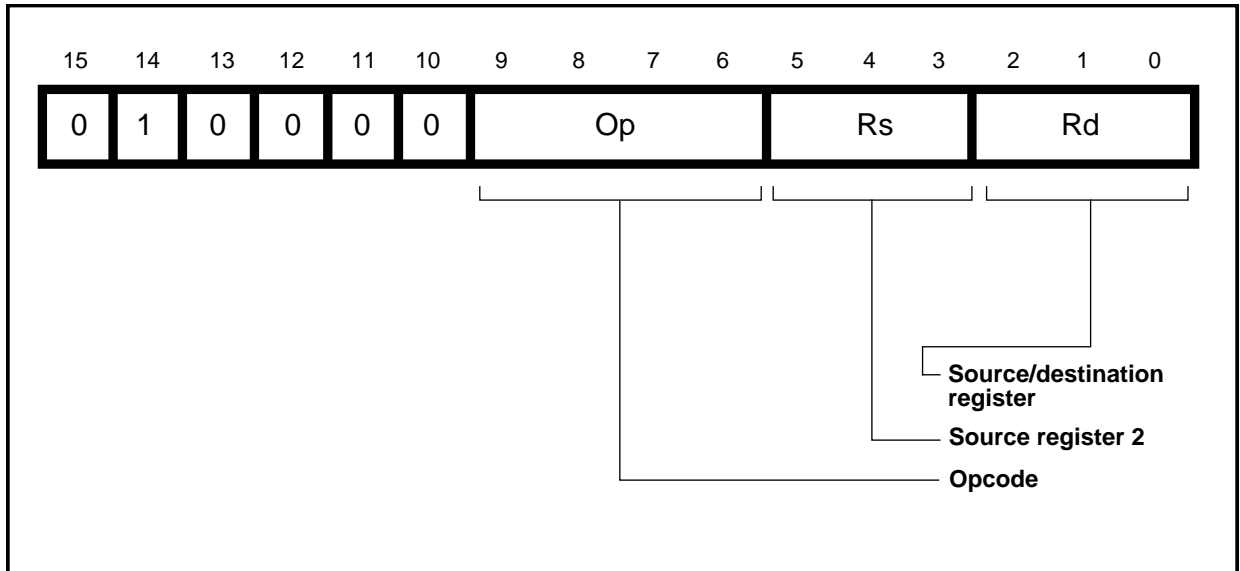 15 14 13 12 11 10 9 8 7 6 5 4 3 2 1 0
0 1 0 0 0 0 Op Rs Rd
Source/destination
register
Source register 2
Opcode